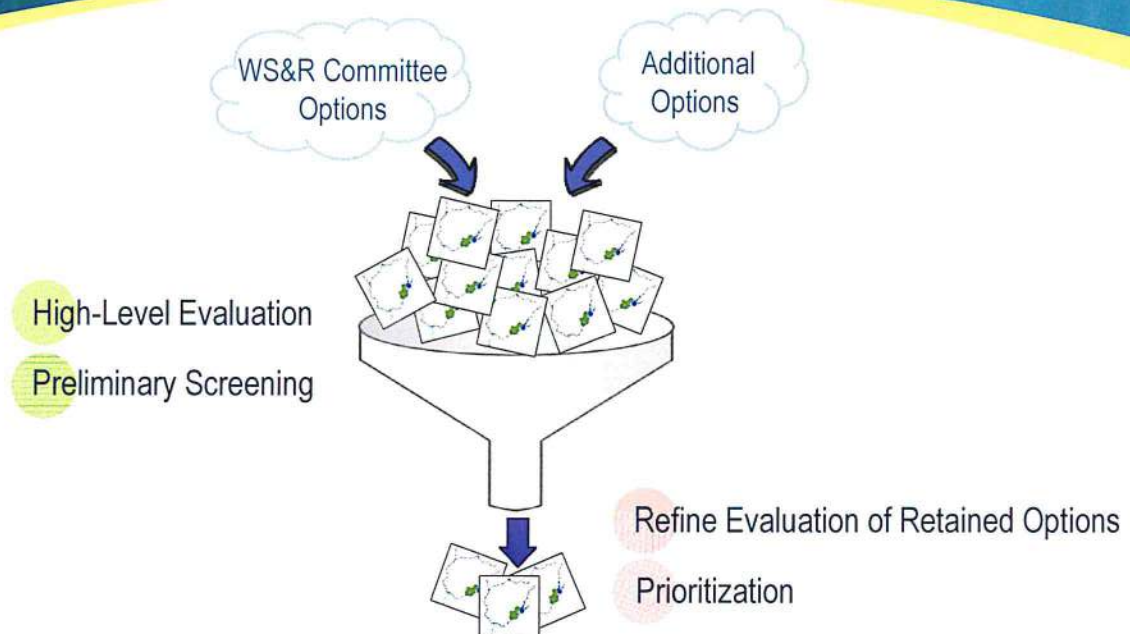 WS&R Committee
Options
Additional
Options
High-Level Evaluation
Preliminary Screening
Refine Evaluation of Retained Options
Prioritization